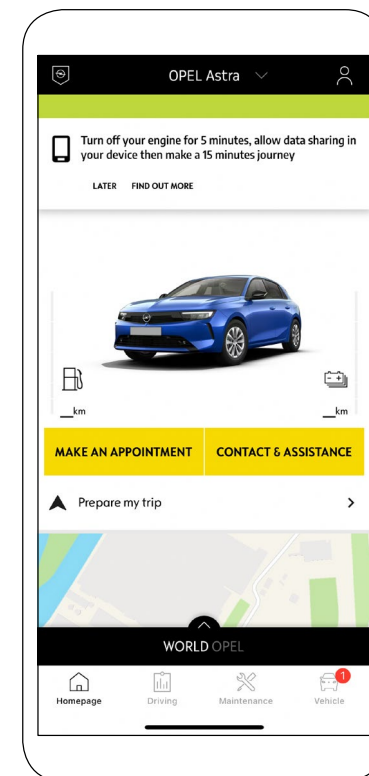 OPEL Astra
Turn off your engine for 5 minutes, allow data sharing in
your device then make a 15 minutes journey
LATER FIND OUT MORE
__km
__km
MAKE AN APPOINTMENT
CONTACT & ASSISTANCE
Prepare my trip
WORLD OPEL
1
Homepage
Driving
Maintenance
Vehicle